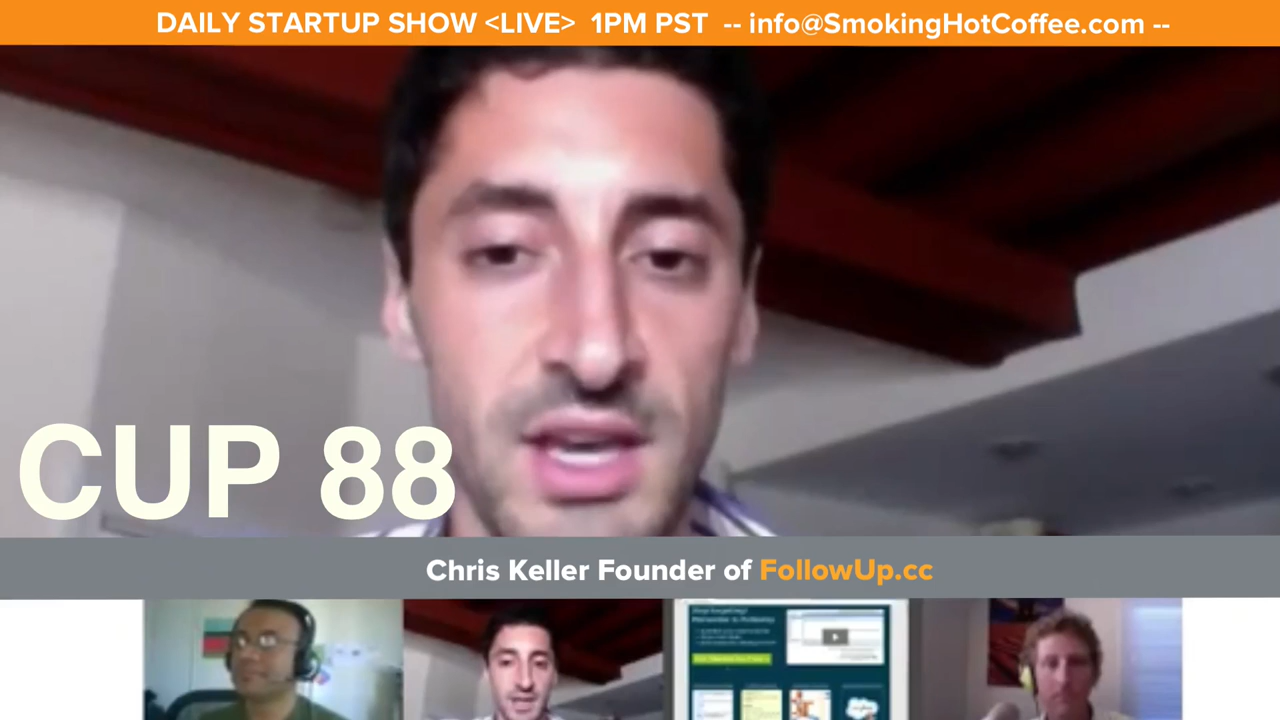 DAILY STARTUP SHOW <LIVE> 1PM PST -- info@SmokingHotCoffee.com --
CUP 88
Chris Keller Founder of FollowUp.cc